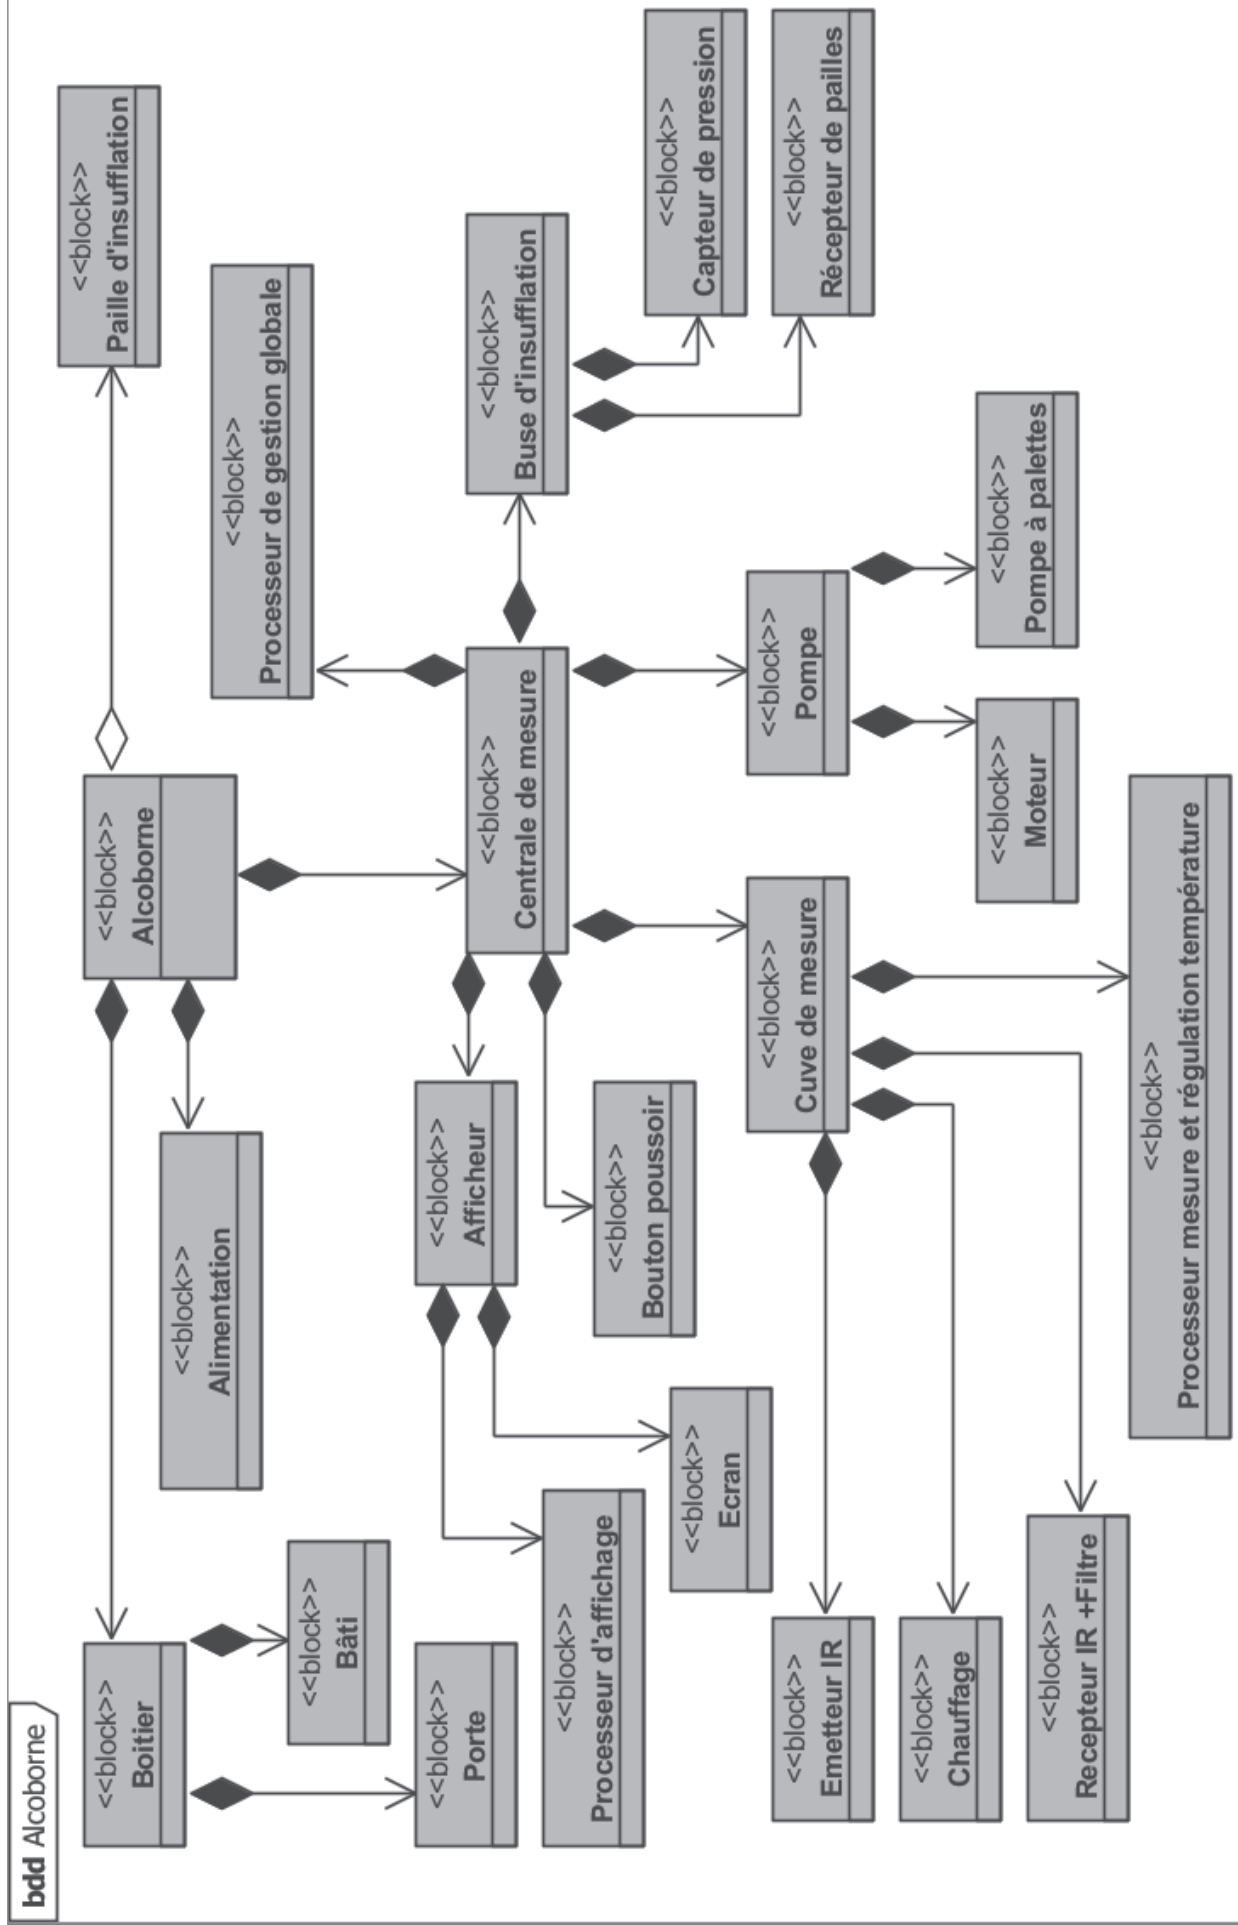 bdd Alcoborne
<<block>>
Alcoborne
<<block>>
Paille d'insufflation
<<block>>
Boitier
<<block>>
Alimentation
<<block>>
Processeur de gestion globale
<<block>>
Bâti
<<block>>
Porte
<<block>>
Afficheur
<<block>>
Centrale de mesure
<<block>>
Buse d'insufflation
<<block>>
Processeur d'affichage
<<block>>
Bouton poussoir
<<block>>
Capteur de pression
<<block>>
Ecran
<<block>>
Récepteur de pailles
<<block>>
Cuve de mesure
<<block>>
Pompe
<<block>>
Emetteur IR
<<block>>
Chauffage
<<block>>
Moteur
<<block>>
Pompe à palettes
<<block>>
Recepteur IR +Filtre
<<block>>
Processeur mesure et régulation température